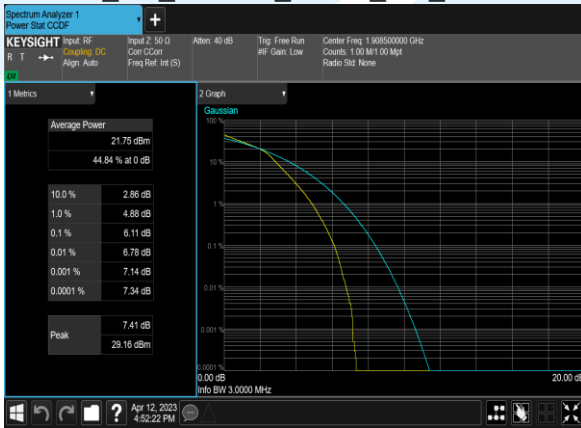 Spectrum Analyzer 1
Power Stat CCDF
+
KEYSIGHT
R T
Input: RF
Coupling: DC
Align: Auto
Input Z: 50 Ω
Corr CCorr
Freq Ref: Int (S)
Atten: 40 dB
Trig: Free Run
#IF Gain: Low
Center Freq: 1.908500000 GHz
Counts: 1.00 M/1.00 Mpt
Radio Std: None
1 Metrics
Average Power
21.75 dBm
44.84 % at 0 dB
10.0 % 2.86 dB
1.0 % 4.88 dB
0.1 % 6.11 dB
0.01 % 6.78 dB
0.001 % 7.14 dB
0.0001 % 7.34 dB
Peak
7.41 dB
29.16 dBm
2 Graph
Gaussian
100 %
10 %
1 %
0.1 %
0.01 %
0.001 %
0.0001 %
0.00 dB
20.00 dB
Info BW 3.0000 MHz
?
Apr 12, 2023
4:52:22 PM